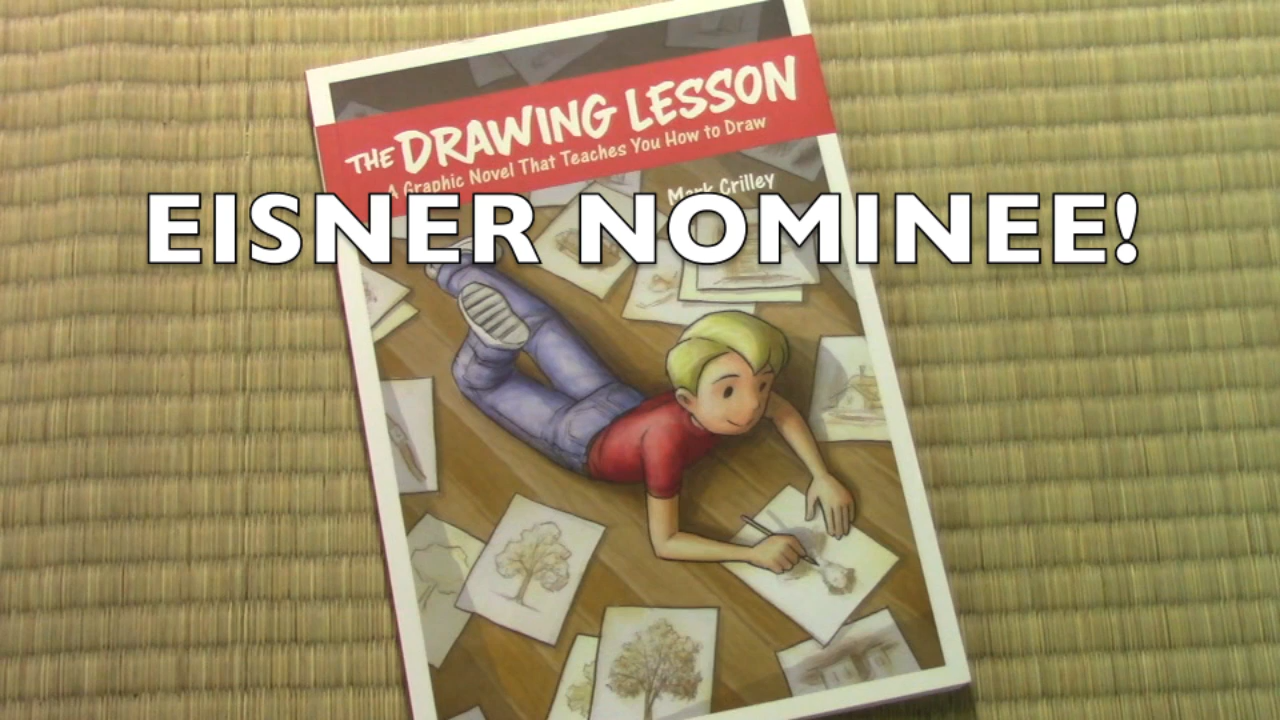 THE DRAWING LESSON
A Graphic Novel That Teaches You How to Draw
Mark Crilley
EISNER NOMINEE!